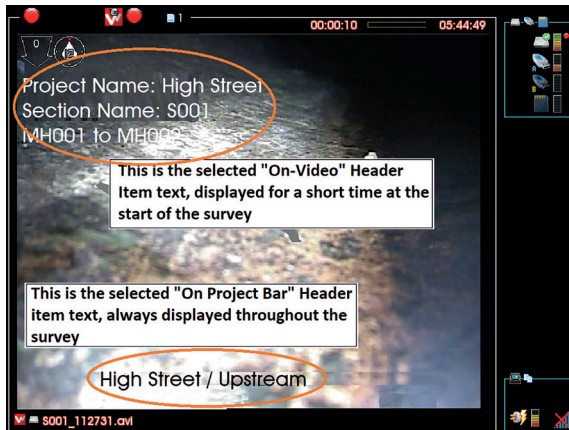 1
00:00:10
05:44:49
0
Project Name: High Street
Section Name: S001
MH001 to MH002
This is the selected "On-Video" Header
Item text, displayed for a short time at the
start of the survey
This is the selected "On Project Bar" Header
item text, always displayed throughout the
survey
High Street / Upstream
S001_112731.avi
A
B